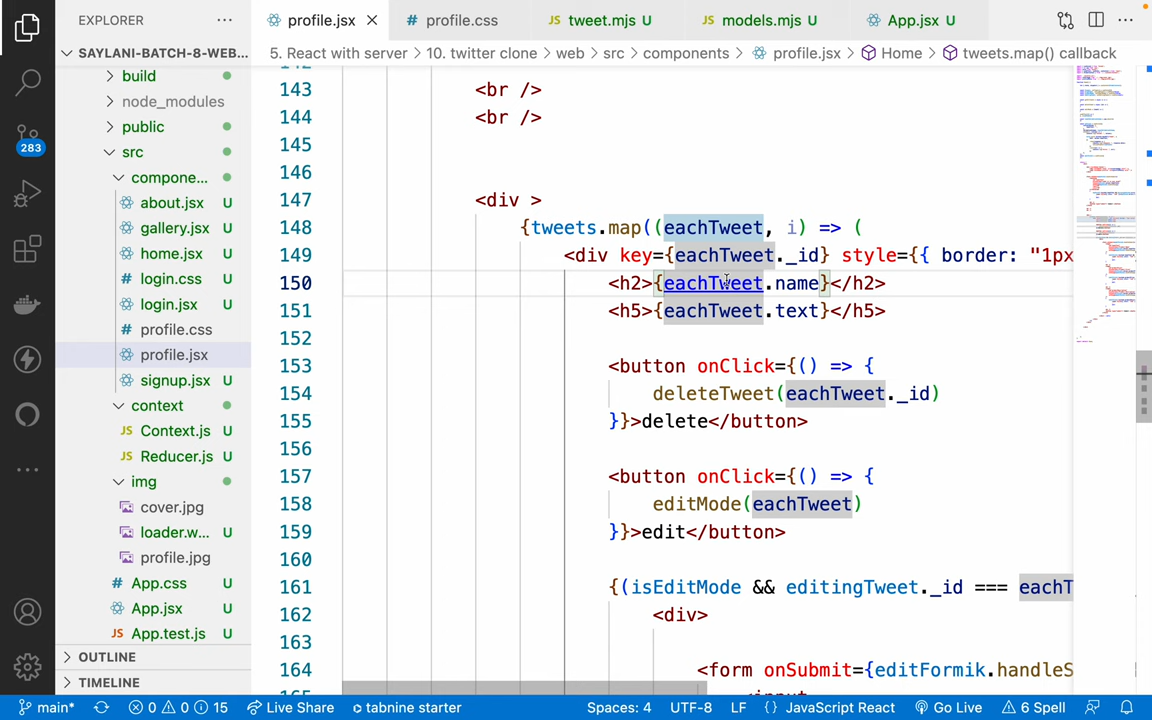 EXPLORER
SAYLANI-BATCH-8-WEB...
build
node_modules
public
src
compone...
about.jsx U
gallery.jsx U
home.jsx U
login.css U
login.jsx U
profile.css
profile.jsx
signup.jsx U
context
Context.js U
Reducer.js U
img
cover.jpg
loader.w... U
profile.jpg
App.css U
App.jsx U
App.test.js U
OUTLINE
TIMELINE
283
profile.jsx
profile.css
tweet.mjs U
models.mjs U
App.jsx U
5. React with server > 10. twitter clone > web > src > components > profile.jsx > Home > tweets.map() callback
143 <br />
144 <br />
145
146
147 <div >
148 {tweets.map((eachTweet, i) => (
149 <div key={eachTweet._id} style={{ border: "1px
150 <h2>{eachTweet.name}</h2>
151 <h5>{eachTweet.text}</h5>
152
153 <button onClick={() => {
154 deleteTweet(eachTweet._id)
155 }}>delete</button>
156
157 <button onClick={() => {
158 editMode(eachTweet)
159 }}>edit</button>
160
161 {(isEditMode && editingTweet._id === eachT
162 <div>
163
164 <form onSubmit={editFormik.handleS
main* 0 0 15 Live Share tabnine starter Spaces: 4 UTF-8 LF {} JavaScript React Go Live 6 Spell